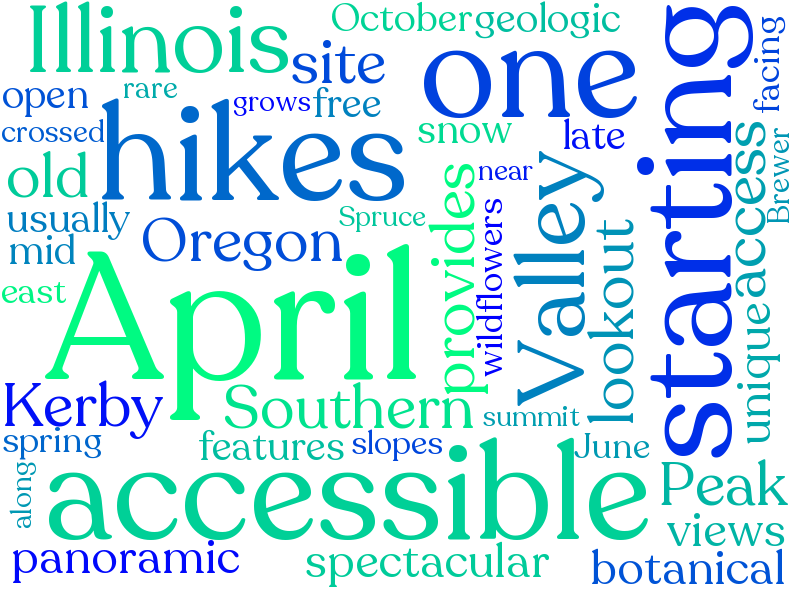 Illinois
October
geologic
site
one
starting
facing
open
rare
grows
free
crossed
hikes
snow
late
access
Brewer
old
near
usually
Spruce
provides
wildflowers
Valley
lookout
mid
Oregon
east
April
unique
Kerby
Southern
summit
spring
features
slopes
June
along
accessible
Peak
views
panoramic
spectacular
botanical